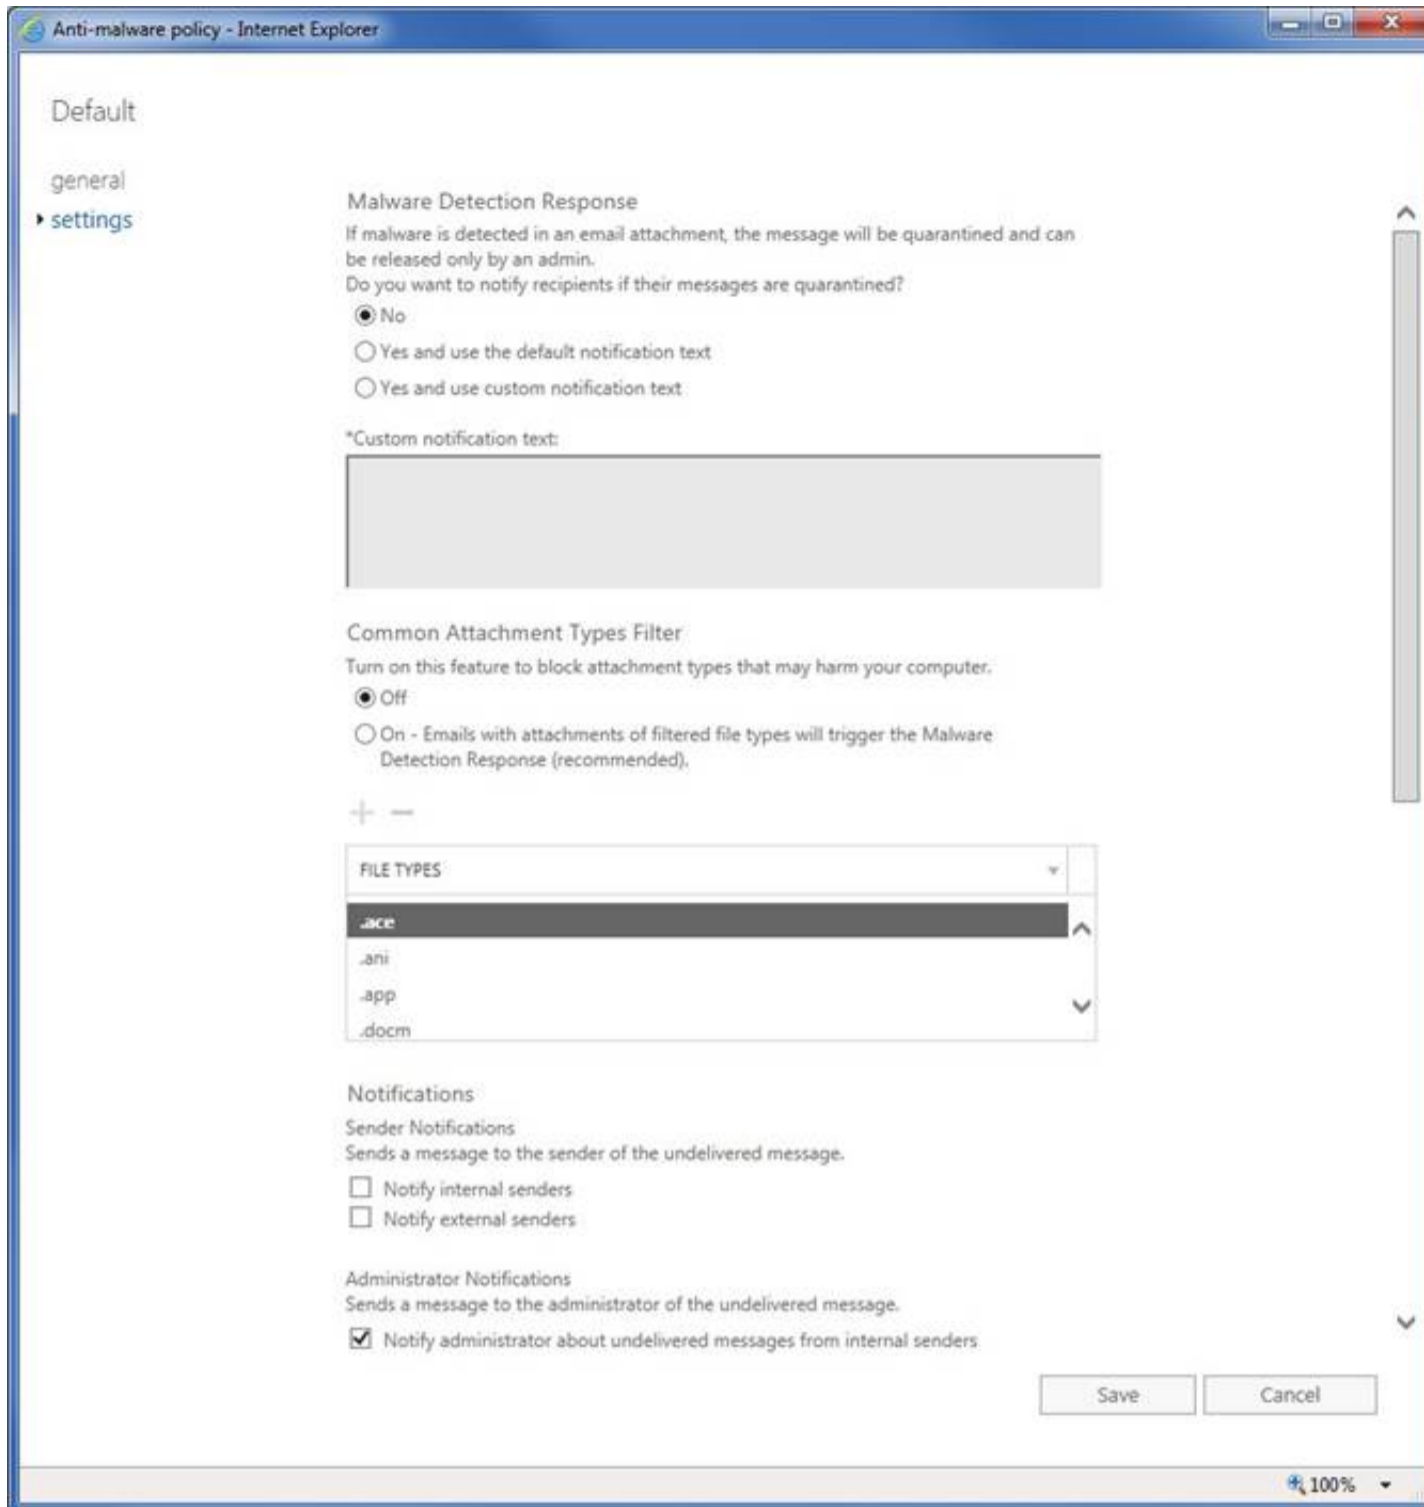 Anti-malware policy - Internet Explorer
Default
general
settings
Malware Detection Response
If malware is detected in an email attachment, the message will be quarantined and can
be released only by an admin.
Do you want to notify recipients if their messages are quarantined?
No
Yes and use the default notification text
Yes and use custom notification text
*Custom notification text:
Common Attachment Types Filter
Turn on this feature to block attachment types that may harm your computer.
Off
On - Emails with attachments of filtered file types will trigger the Malware
Detection Response (recommended).
FILE TYPES
.ace
.ani
.app
.docm
Notifications
Sender Notifications
Sends a message to the sender of the undelivered message.
Notify internal senders
Notify external senders
Administrator Notifications
Sends a message to the administrator of the undelivered message.
Notify administrator about undelivered messages from internal senders
Save
Cancel
100%